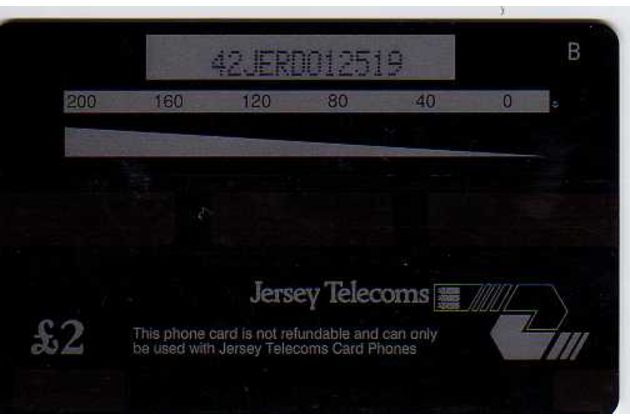 42JERD012519
B
200 160 120 80 40 0
Jersey Telecoms
£2
This phone card is not refundable and can only
be used with Jersey Telecoms Card Phones